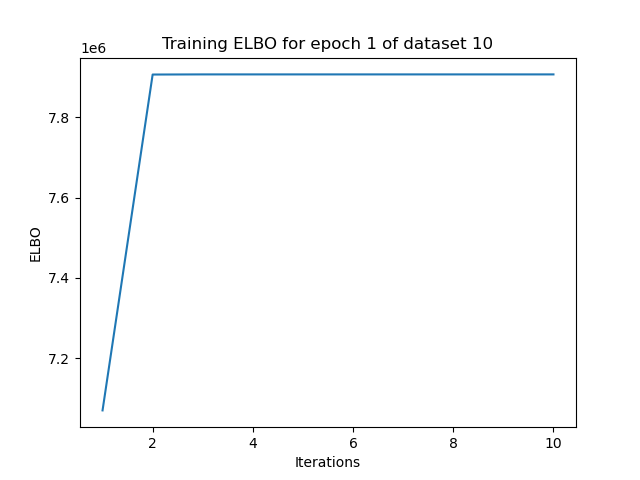 Training ELBO for epoch 1 of dataset 10
1e6
7.8
7.6
7.4
7.2
ELBO
2 4 6 8 10
Iterations